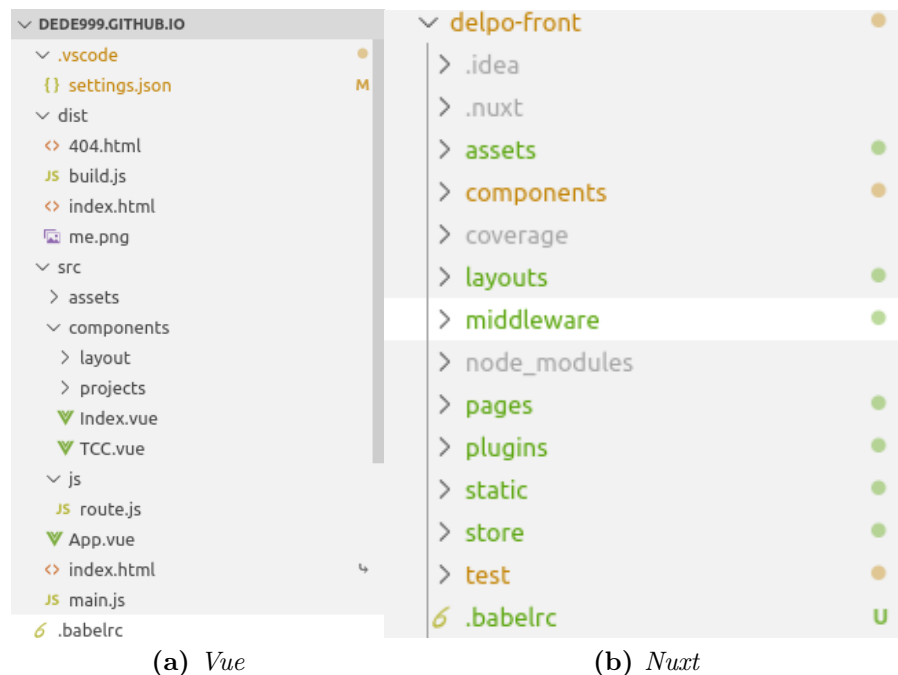 DEDE999.GITHUB.IO
.vscode
{} settings.json M
dist
<> 404.html
JS build.js
<> index.html
me.png
src
assets
components
layout
projects
Index.vue
TCC.vue
js
JS route.js
App.vue
<> index.html
JS main.js
6 .babelrc
(a) Vue
delpo-front
.idea
.nuxt
assets
components
coverage
layouts
middleware
node_modules
pages
plugins
static
store
test
6 .babelrc U
(b) Nuxt